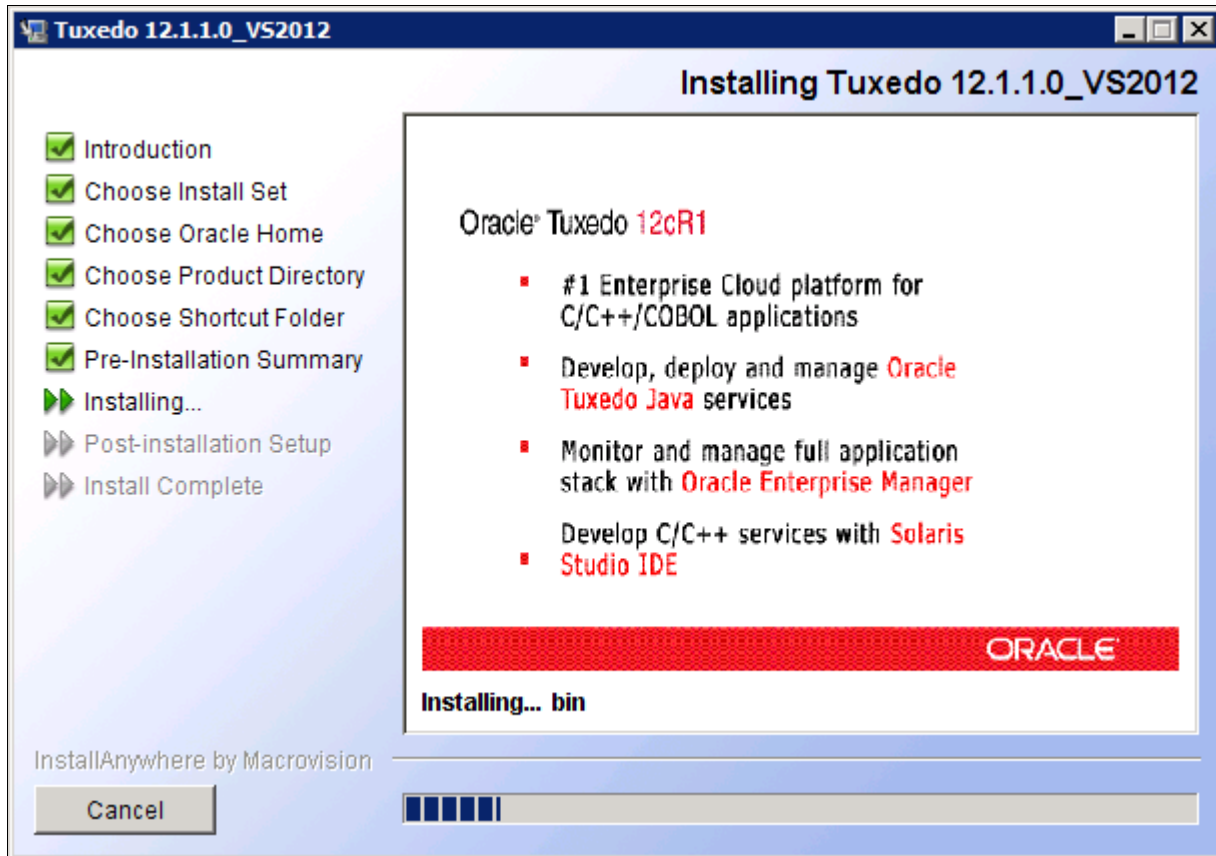 Tuxedo 12.1.1.0_VS2012
Installing Tuxedo 12.1.1.0_VS2012
Introduction
Choose Install Set
Choose Oracle Home
Choose Product Directory
Choose Shortcut Folder
Pre-Installation Summary
Installing...
Post-installation Setup
Install Complete
Oracle® Tuxedo 12cR1
#1 Enterprise Cloud platform for
C/C++/COBOL applications
Develop, deploy and manage Oracle
Tuxedo Java services
Monitor and manage full application
stack with Oracle Enterprise Manager
Develop C/C++ services with Solaris
Studio IDE
ORACLE
Installing... bin
InstallAnywhere by Macrovision
Cancel